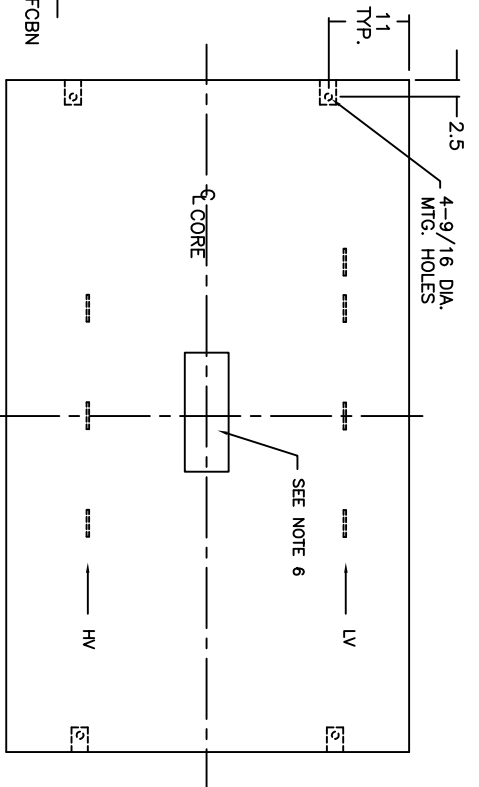 11
TYP.
2.5
4-9/16 DIA.
MTG. HOLES
FCBN
℄ CORE
SEE NOTE 6
LV
HV